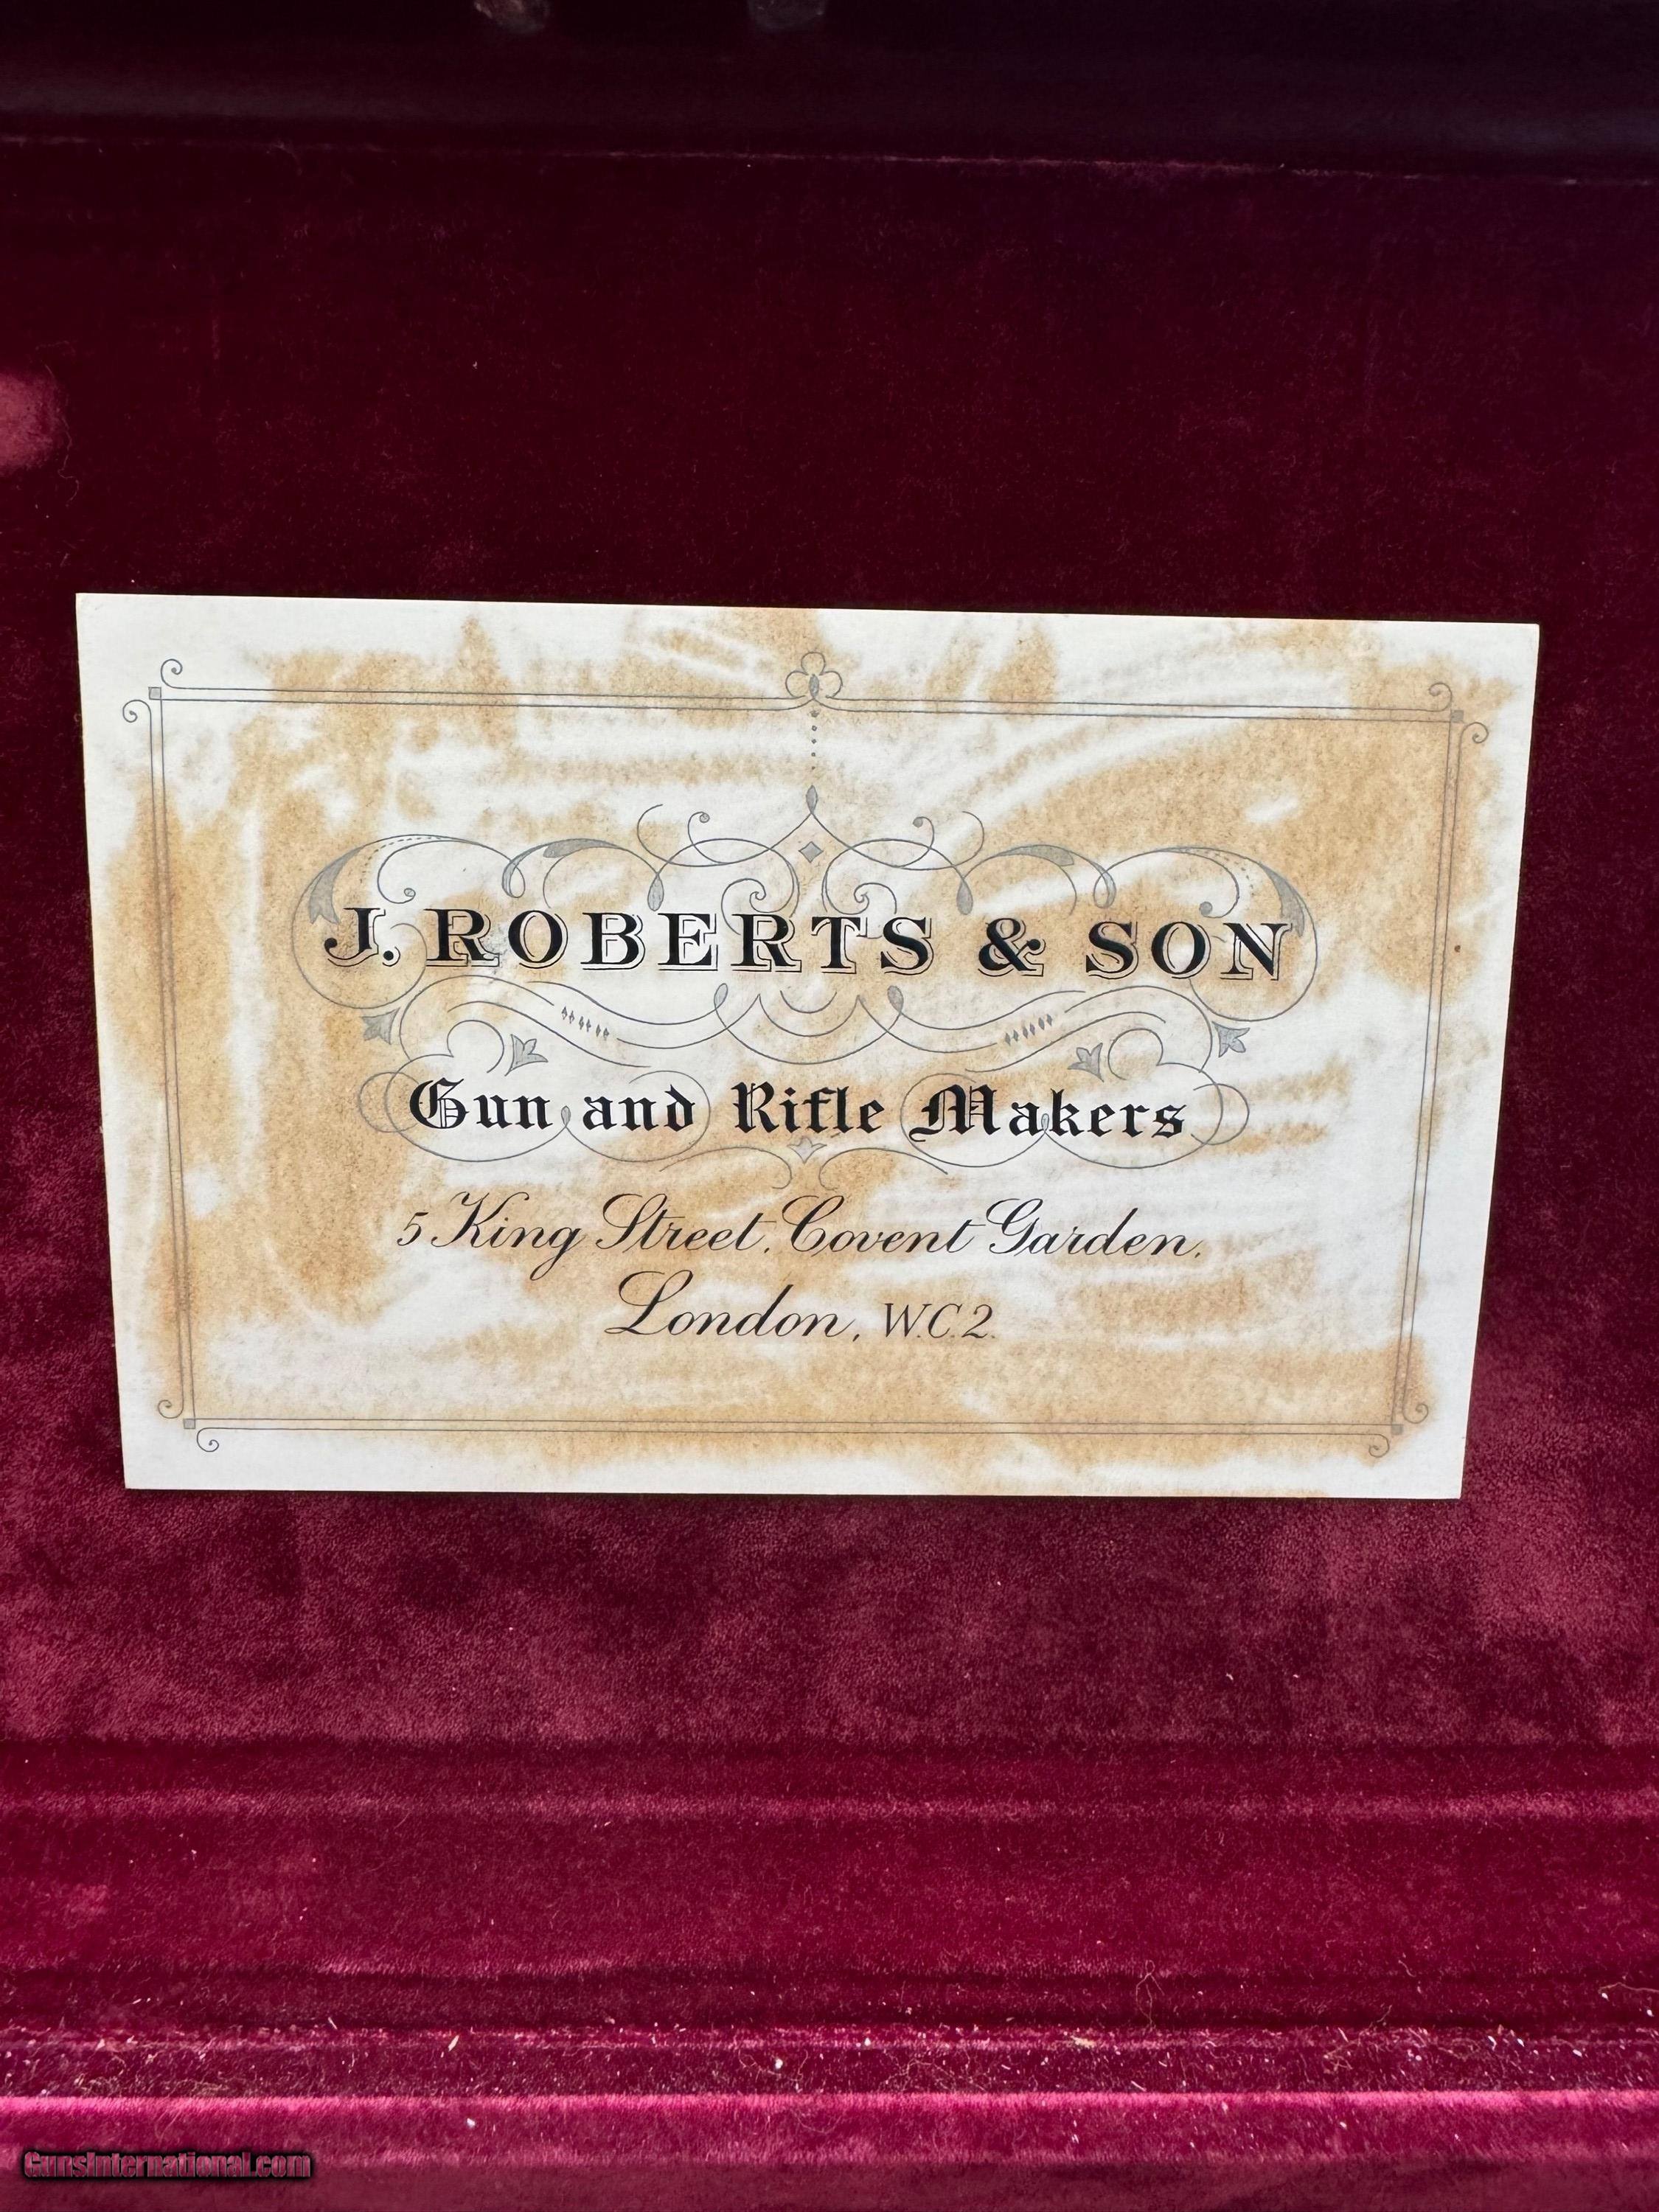 J. ROBERTS & SON
Gun and Rifle Makers
5 King Street, Covent Garden,
London, W.C.2.
GunsInternational.com